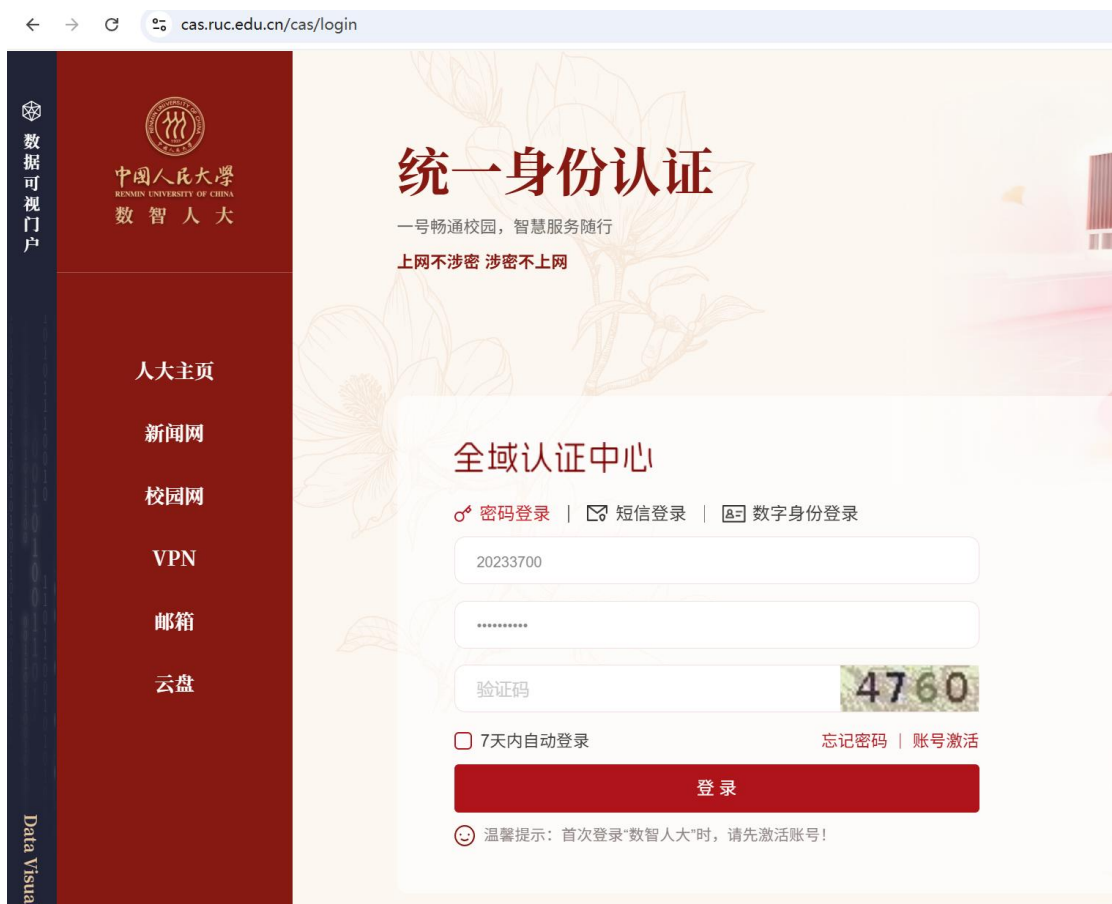 cas.ruc.edu.cn/cas/login
数据可视门户
Data Visua
RENMIN UNIVERSITY OF CHINA
1937
中国人民大学
RENMIN UNIVERSITY OF CHINA
数智人大
人大主页
新闻网
校园网
VPN
邮箱
云盘
统一身份认证
一号畅通校园，智慧服务随行
上网不涉密 涉密不上网
全域认证中心
密码登录 | 短信登录 | 数字身份登录
20233700
••••••••••
验证码 4760
7天内自动登录 忘记密码 | 账号激活
登 录
温馨提示：首次登录“数智人大”时，请先激活账号！